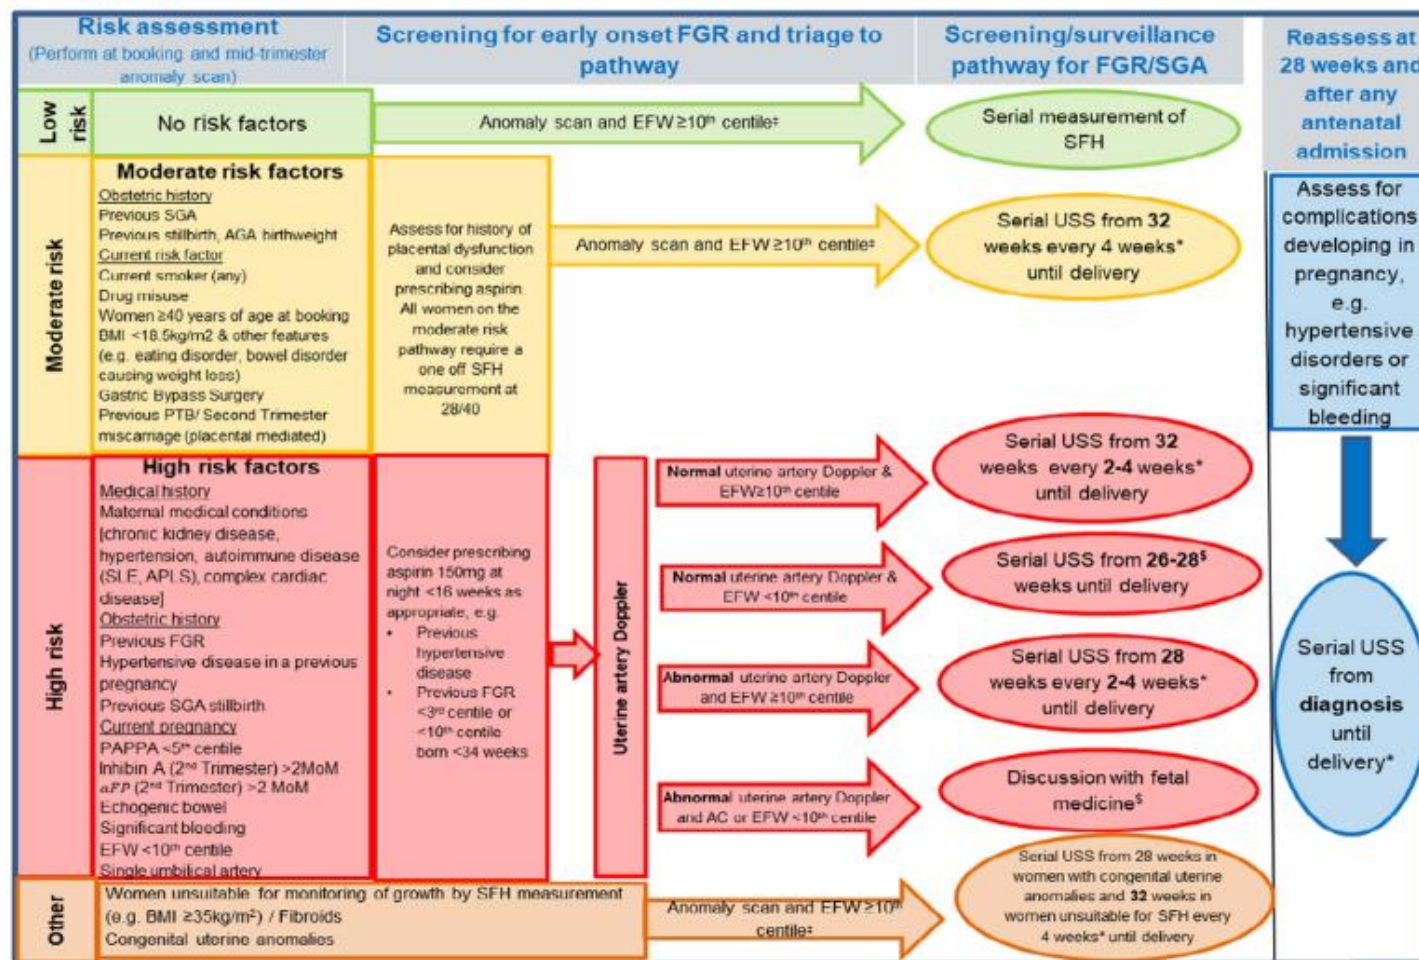 Risk assessment
(Perform at booking and mid-trimester
anomaly scan)
Screening for early onset FGR and triage to
pathway
Screening/surveillance
pathway for FGR/SGA
Reassess at
28 weeks and
after any
antenatal
admission
Low
risk
No risk factors
Anomaly scan and EFW ≥10th centile‡
Serial measurement of
SFH
Moderate risk
Moderate risk factors
Obstetric history
Previous SGA
Previous stillbirth, AGA birthweight
Current risk factor
Current smoker (any)
Drug misuse
Women ≥40 years of age at booking
BMI <18.5kg/m2 & other features
(e.g. eating disorder, bowel disorder
causing weight loss)
Gastric Bypass Surgery
Previous PTB/ Second Trimester
miscarriage (placental mediated)
Assess for history of
placental dysfunction
and consider
prescribing aspirin.
All women on the
moderate risk
pathway require a
one off SFH
measurement at
28/40
Anomaly scan and EFW ≥10th centile‡
Serial USS from 32
weeks every 4 weeks*
until delivery
High risk
High risk factors
Medical history
Maternal medical conditions
[chronic kidney disease,
hypertension, autoimmune disease
(SLE, APLS), complex cardiac
disease]
Obstetric history
Previous FGR
Hypertensive disease in a previous
pregnancy
Previous SGA stillbirth
Current pregnancy
PAPPA <5th centile
Inhibin A (2nd Trimester) >2MoM
aFP (2nd Trimester) >2 MoM
Echogenic bowel
Significant bleeding
EFW <10th centile
Single umbilical artery
Consider prescribing
aspirin 150mg at
night <16 weeks as
appropriate, e.g.
• Previous
hypertensive
disease
• Previous FGR
<3rd centile or
<10th centile
born <34 weeks
Uterine artery Doppler
Normal uterine artery Doppler &
EFW≥10th centile
Serial USS from 32
weeks every 2-4 weeks*
until delivery
Normal uterine artery Doppler &
EFW <10th centile
Serial USS from 26-28$
weeks until delivery
Abnormal uterine artery Doppler
and EFW ≥10th centile
Serial USS from 28
weeks every 2-4 weeks*
until delivery
Abnormal uterine artery Doppler
and AC or EFW <10th centile
Discussion with fetal
medicine$
Other
Women unsuitable for monitoring of growth by SFH measurement
(e.g. BMI ≥35kg/m2) / Fibroids
Congenital uterine anomalies
Anomaly scan and EFW ≥10th
centile‡
Serial USS from 28 weeks in
women with congenital uterine
anomalies and 32 weeks in
women unsuitable for SFH every
4 weeks* until delivery
Assess for
complications
developing in
pregnancy,
e.g.
hypertensive
disorders or
significant
bleeding
Serial USS
from
diagnosis
until
delivery*